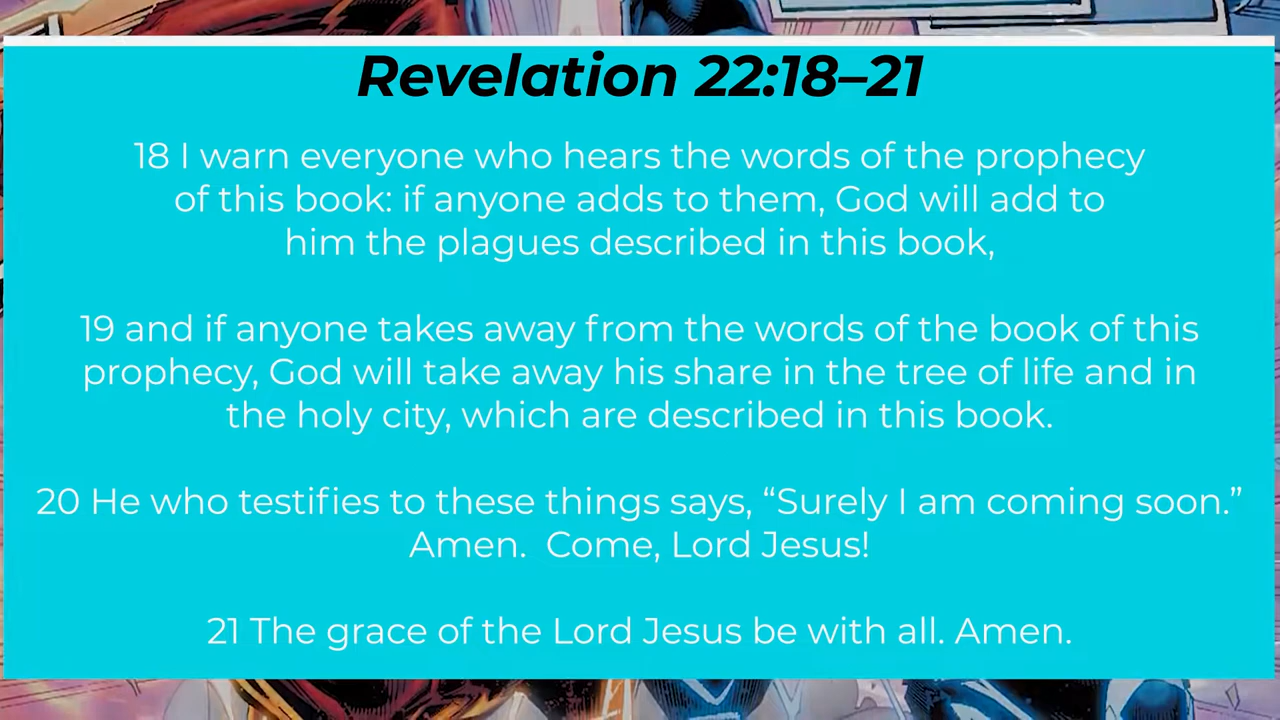 Revelation 22:18–21
18 I warn everyone who hears the words of the prophecy
of this book: if anyone adds to them, God will add to
him the plagues described in this book,
19 and if anyone takes away from the words of the book of this
prophecy, God will take away his share in the tree of life and in
the holy city, which are described in this book.
20 He who testifies to these things says, “Surely I am coming soon.”
Amen.  Come, Lord Jesus!
21 The grace of the Lord Jesus be with all. Amen.